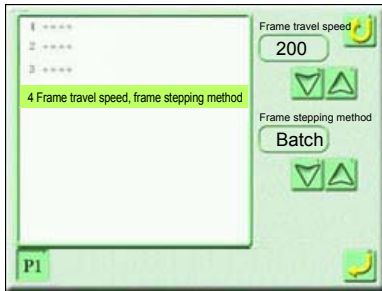 1 ++++
2 ++++
3 ++++
4 Frame travel speed, frame stepping method
Frame travel speed
200
Frame stepping method
Batch
P1